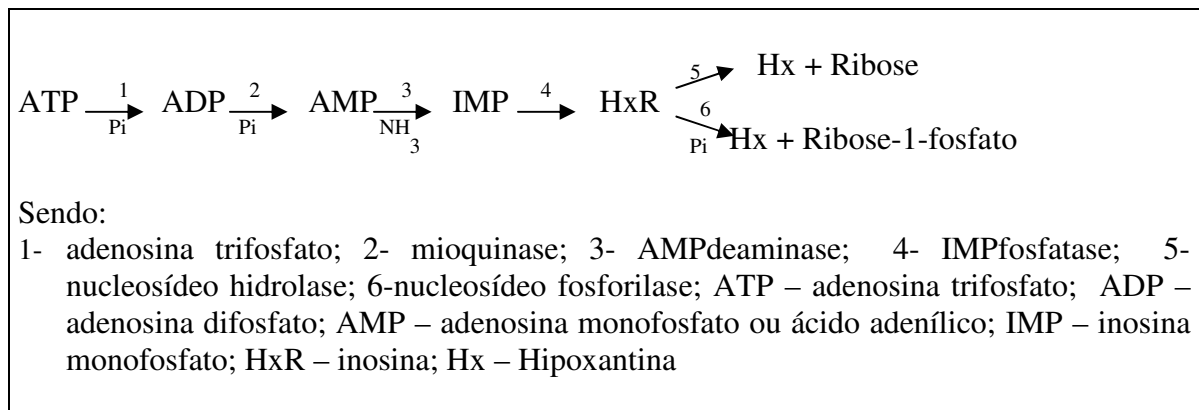 5 Hx + Ribose
ATP 1 Pi ADP 2 Pi AMP 3 NH3 IMP 4 HxR
6 Pi Hx + Ribose-1-fosfato
Sendo:
1- adenosina trifosfato; 2- mioquinase; 3- AMPdeaminase; 4- IMPfosfatase; 5-
nucleosídeo hidrolase; 6-nucleosídeo fosforilase; ATP – adenosina trifosfato; ADP –
adenosina difosfato; AMP – adenosina monofosfato ou ácido adenílico; IMP – inosina
monofosfato; HxR – inosina; Hx – Hipoxantina